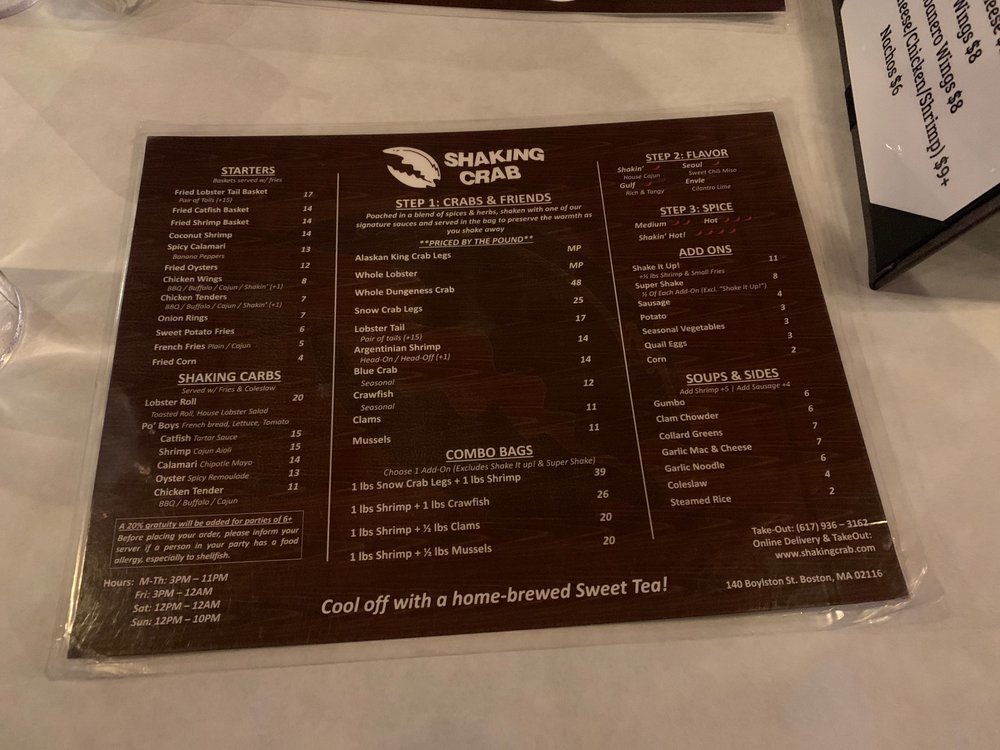 STARTERS
Baskets served w/ fries
Fried Lobster Tail Basket 17
Pair of Tails (+15)
Fried Catfish Basket 14
Fried Shrimp Basket 14
Coconut Shrimp 14
Spicy Calamari 13
Banana Peppers
Fried Oysters 12
Chicken Wings 8
BBQ / Buffalo / Cajun / Shakin' (+1)
Chicken Tenders 7
BBQ / Buffalo / Cajun / Shakin' (+1)
Onion Rings 7
Sweet Potato Fries 6
French Fries Plain / Cajun 5
Fried Corn 4
SHAKING CARBS
Served w/ Fries & Coleslaw
Lobster Roll 20
Toasted Roll, House Lobster Salad
Po' Boys French bread, Lettuce, Tomato
Catfish Tartar Sauce 15
Shrimp Cajun Aioli 15
Calamari Chipotle Mayo 14
Oyster Spicy Remoulade 13
Chicken Tender 11
BBQ / Buffalo / Cajun
A 20% gratuity will be added for parties of 6+
Before placing your order, please inform your
server if a person in your party has a food
allergy, especially to shellfish.
Hours: M-Th: 3PM – 11PM
Fri: 3PM – 12AM
Sat: 12PM – 12AM
Sun: 12PM – 10PM
SHAKING
CRAB
STEP 1: CRABS & FRIENDS
Poached in a blend of spices & herbs, shaken with one of our
signature sauces and served in the bag to preserve the warmth as
you shake away
**PRICED BY THE POUND**
Alaskan King Crab Legs MP
Whole Lobster MP
Whole Dungeness Crab 48
Snow Crab Legs 25
Lobster Tail 17
Pair of tails (+15)
Argentinian Shrimp 14
Head-On / Head-Off (+1)
Blue Crab 14
Seasonal
Crawfish 12
Seasonal
Clams 11
Mussels 11
COMBO BAGS
Choose 1 Add-On (Excludes Shake It up! & Super Shake)
1 lbs Snow Crab Legs + 1 lbs Shrimp 39
1 lbs Shrimp + 1 lbs Crawfish 26
1 lbs Shrimp + ½ lbs Clams 20
1 lbs Shrimp + ½ lbs Mussels 20
Cool off with a home-brewed Sweet Tea!
STEP 2: FLAVOR
Shakin' Seoul
House Cajun Sweet Chili Miso
Gulf Envie
Rich & Tangy Cilantro Lime
STEP 3: SPICE
Medium Hot
Shakin' Hot!
ADD ONS
Shake It Up! 11
+½ lbs Shrimp & Small Fries
Super Shake 8
½ Of Each Add-On (Excl. "Shake It Up!")
Sausage 4
Potato 3
Seasonal Vegetables 3
Quail Eggs 3
Corn 2
SOUPS & SIDES
Add Shrimp +5 | Add Sausage +4
Gumbo 6
Clam Chowder 6
Collard Greens 7
Garlic Mac & Cheese 7
Garlic Noodle 6
Coleslaw 4
Steamed Rice 2
Take-Out: (617) 936 – 3162
Online Delivery & TakeOut:
www.shakingcrab.com
140 Boylston St. Boston, MA 02116
Wings $8
Wings $8
/Chicken/Shrimp) $9+
Nachos $6